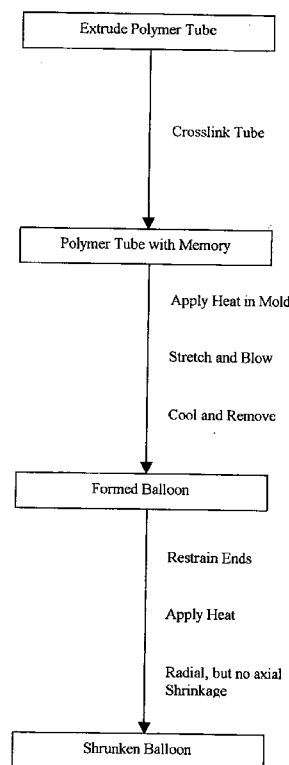 Extrude Polymer Tube
Crosslink Tube
Polymer Tube with Memory
Apply Heat in Mold
Stretch and Blow
Cool and Remove
Formed Balloon
Restrain Ends
Apply Heat
Radial, but no axial
Shrinkage
Shrunken Balloon